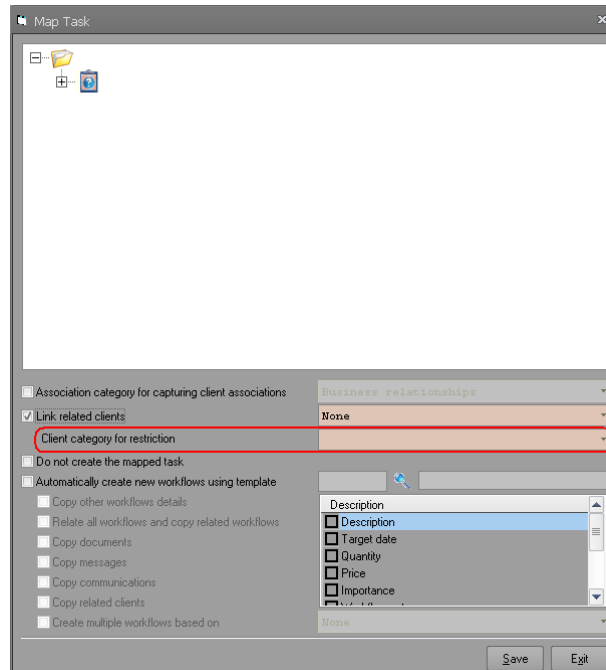 Map Task
Association category for capturing client associations Business relationships
Link related clients None
Client category for restriction
Do not create the mapped task
Automatically create new workflows using template
Copy other workflows details
Relate all workflows and copy related workflows
Copy documents
Copy messages
Copy communications
Copy related clients
Create multiple workflows based on None
Description
Description
Target date
Quantity
Price
Importance
Save Exit